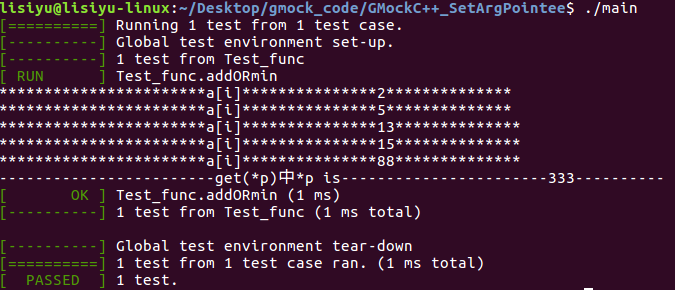 lisiyu@lisiyu-linux:~/Desktop/gmock_code/GMockC++_SetArgPointee$ ./main
[==========] Running 1 test from 1 test case.
[----------] Global test environment set-up.
[----------] 1 test from Test_func
[ RUN      ] Test_func.addORmin
***********************a[i]***************2**************
***********************a[i]***************5**************
***********************a[i]***************13**************
***********************a[i]***************15**************
***********************a[i]***************88**************
------------------------get(*p)中*p is-----------------------333----------
[       OK ] Test_func.addORmin (1 ms)
[----------] 1 test from Test_func (1 ms total)
[----------] Global test environment tear-down
[==========] 1 test from 1 test case ran. (1 ms total)
[  PASSED  ] 1 test.